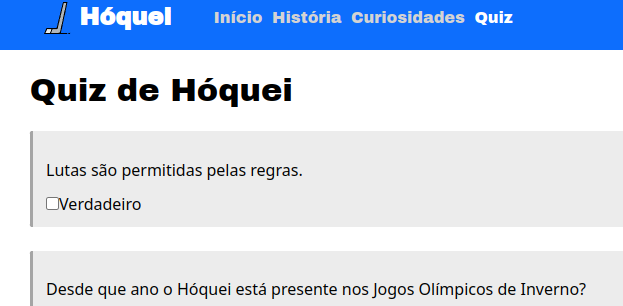 Hóquei Início História Curiosidades Quiz
Quiz de Hóquei
Lutas são permitidas pelas regras.
Verdadeiro
Desde que ano o Hóquei está presente nos Jogos Olímpicos de Inverno?